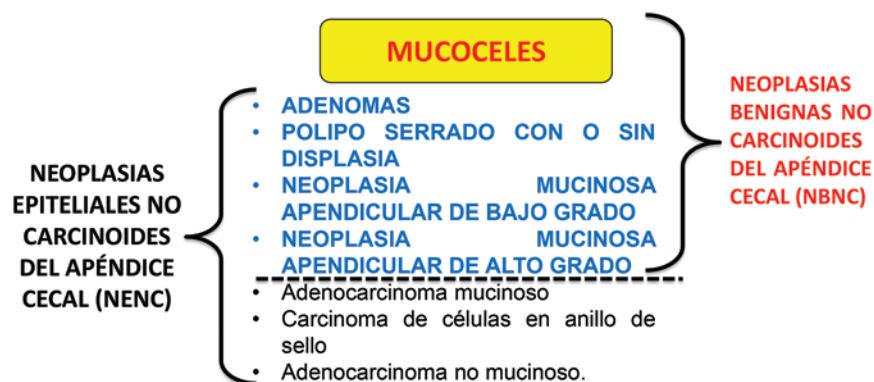 MUCOCELES
NEOPLASIAS
EPITELIALES NO
CARCINOIDES
DEL APÉNDICE
CECAL (NENC)
• ADENOMAS
• POLIPO SERRADO CON O SIN
DISPLASIA
• NEOPLASIA MUCINOSA
APENDICULAR DE BAJO GRADO
• NEOPLASIA MUCINOSA
APENDICULAR DE ALTO GRADO
• Adenocarcinoma mucinoso
• Carcinoma de células en anillo de
sello
• Adenocarcinoma no mucinoso.
NEOPLASIAS
BENIGNAS NO
CARCINOIDES
DEL APÉNDICE
CECAL (NBNC)